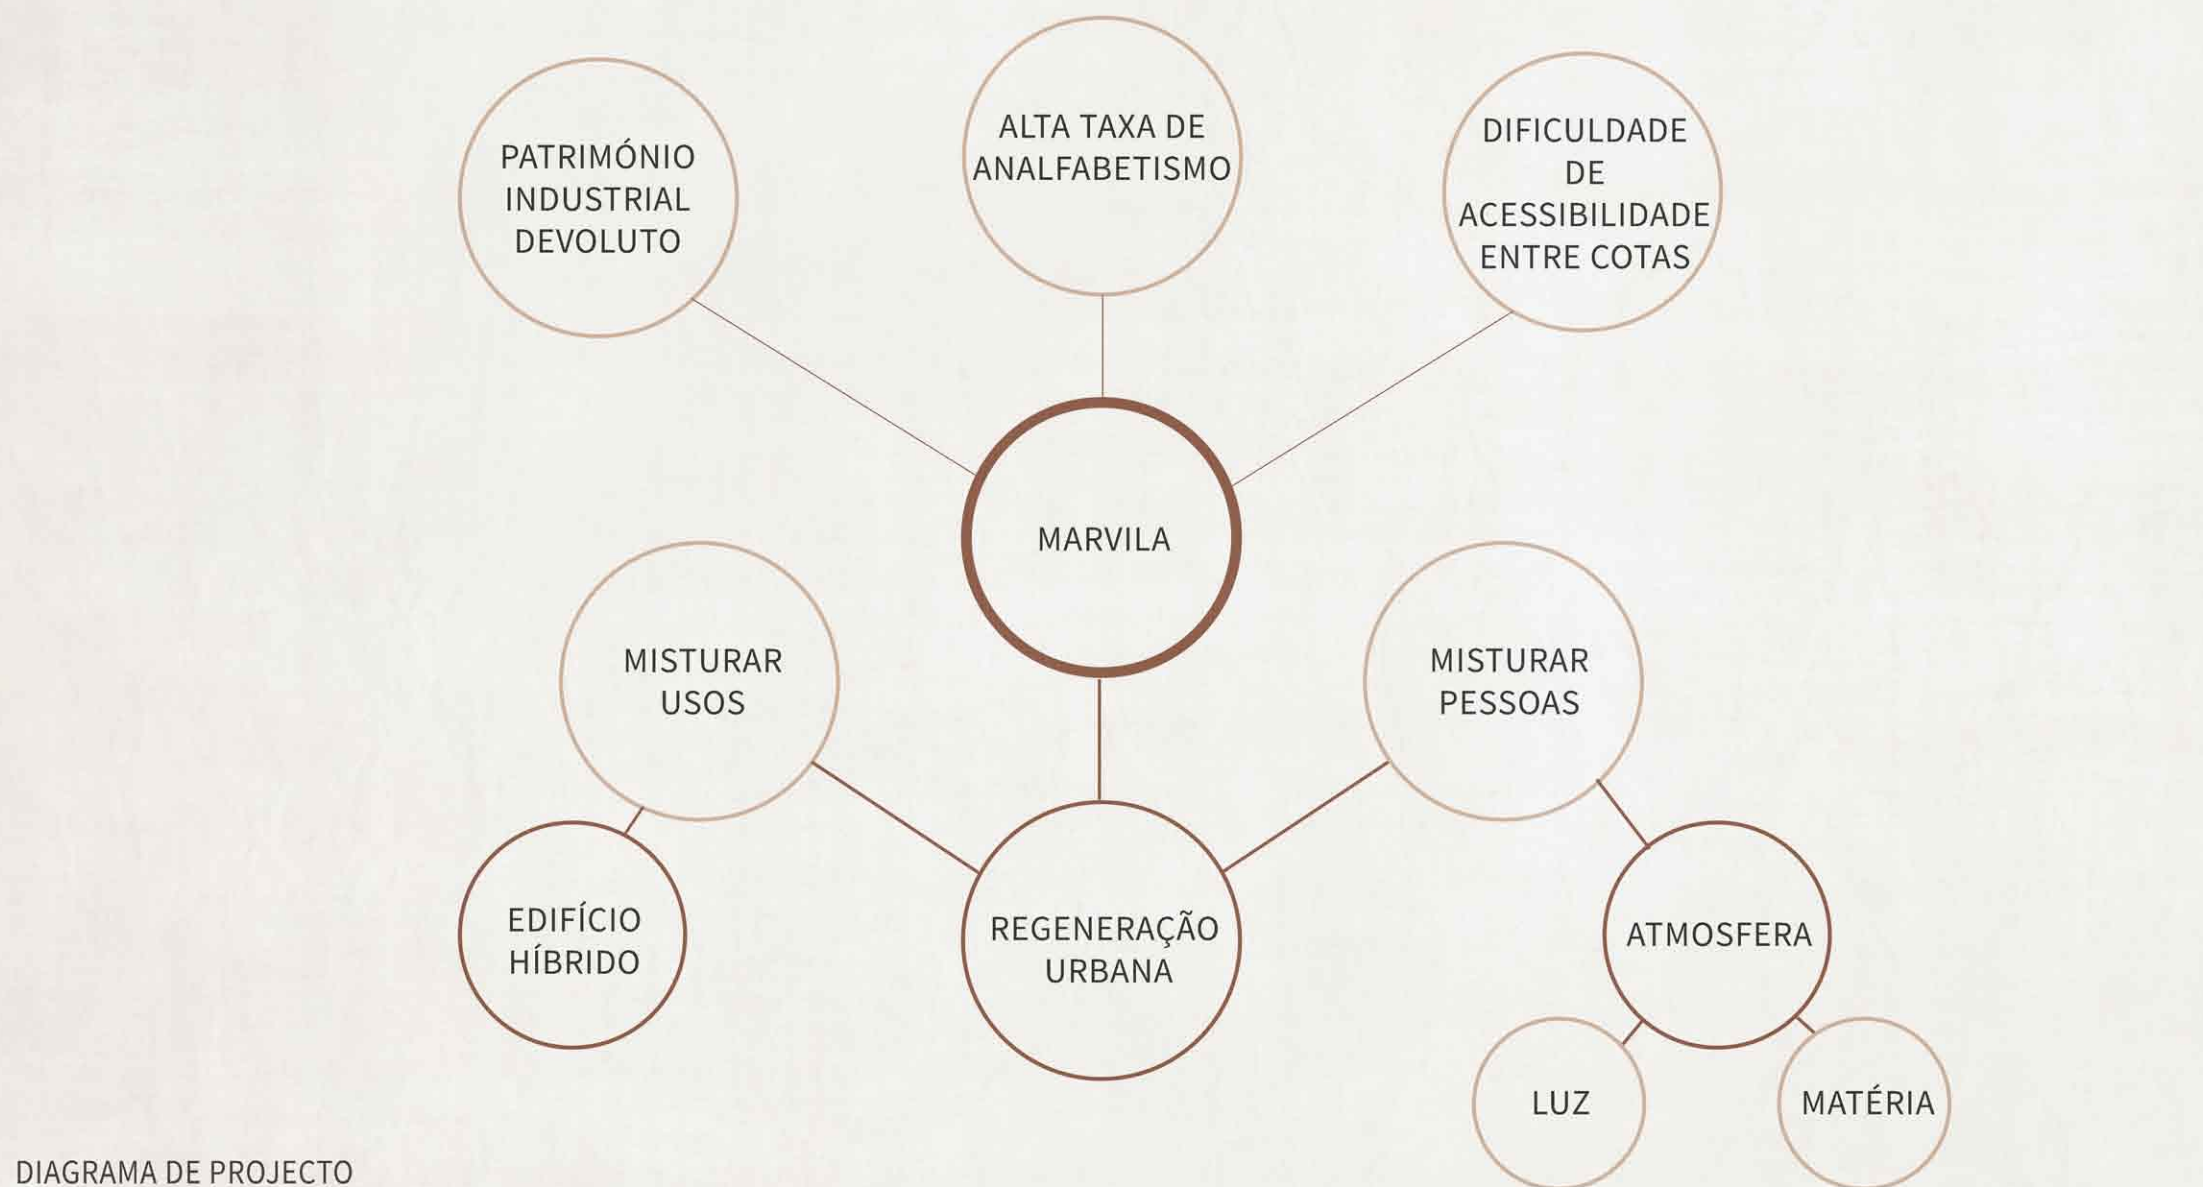 PATRIMÓNIO
INDUSTRIAL
DEVOLUTO
ALTA TAXA DE
ANALFABETISMO
DIFICULDADE
DE
ACESSIBILIDADE
ENTRE COTAS
MARVILA
MISTURAR
USOS
MISTURAR
PESSOAS
EDIFÍCIO
HÍBRIDO
REGENERAÇÃO
URBANA
ATMOSFERA
LUZ
MATÉRIA
DIAGRAMA DE PROJECTO